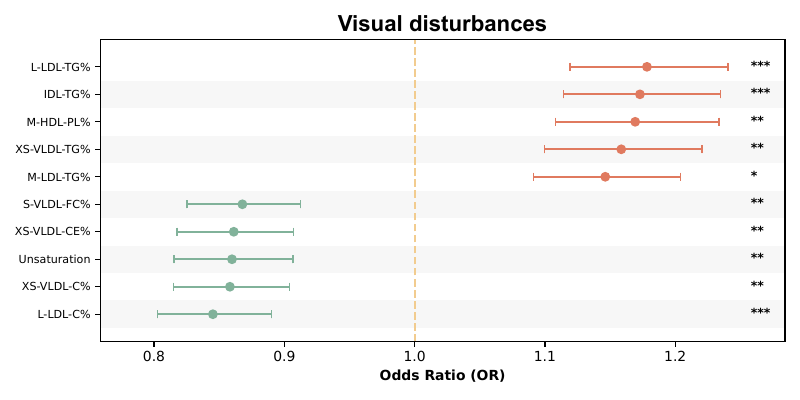 Visual disturbances
L-LDL-TG% ***
IDL-TG% ***
M-HDL-PL% **
XS-VLDL-TG% **
M-LDL-TG% *
S-VLDL-FC% **
XS-VLDL-CE% **
Unsaturation **
XS-VLDL-C% **
L-LDL-C% ***
0.8 0.9 1.0 1.1 1.2
Odds Ratio (OR)